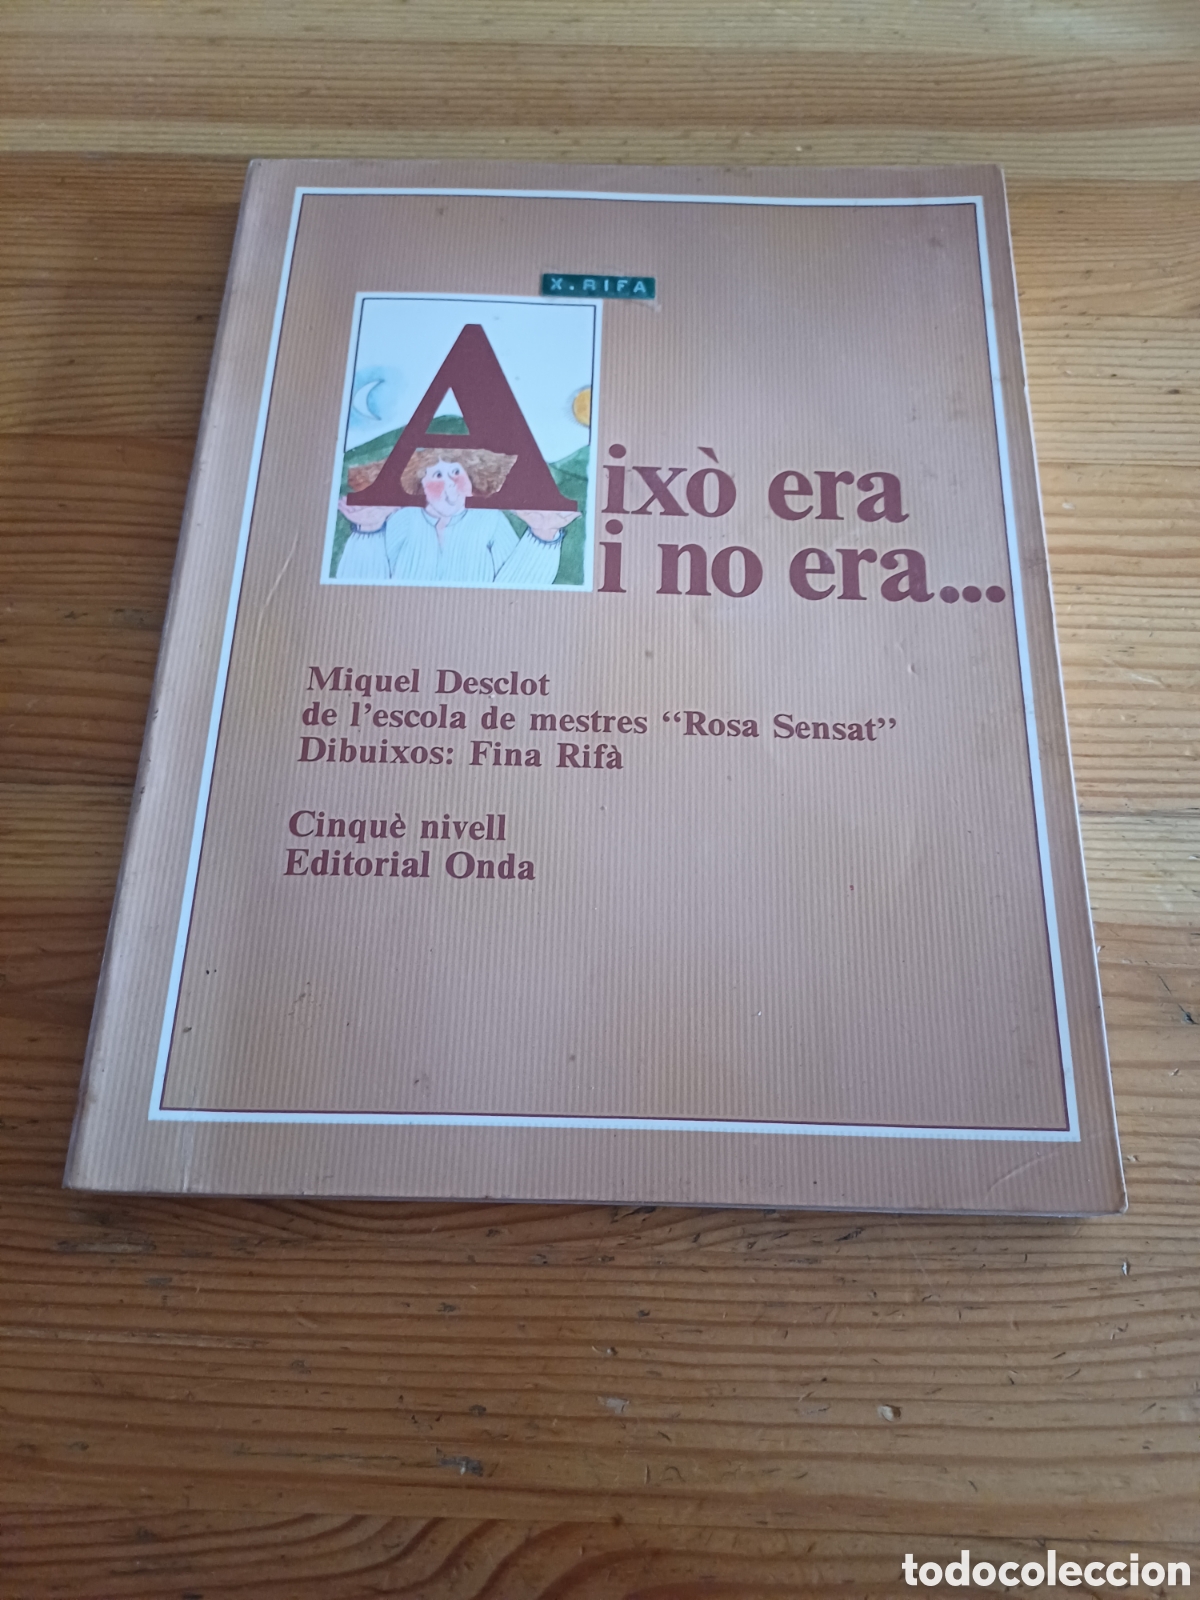 X. RIFA
Això era
i no era...
Miquel Desclot
de l'escola de mestres “Rosa Sensat”
Dibuixos: Fina Rifà
Cinquè nivell
Editorial Onda
todocoleccion